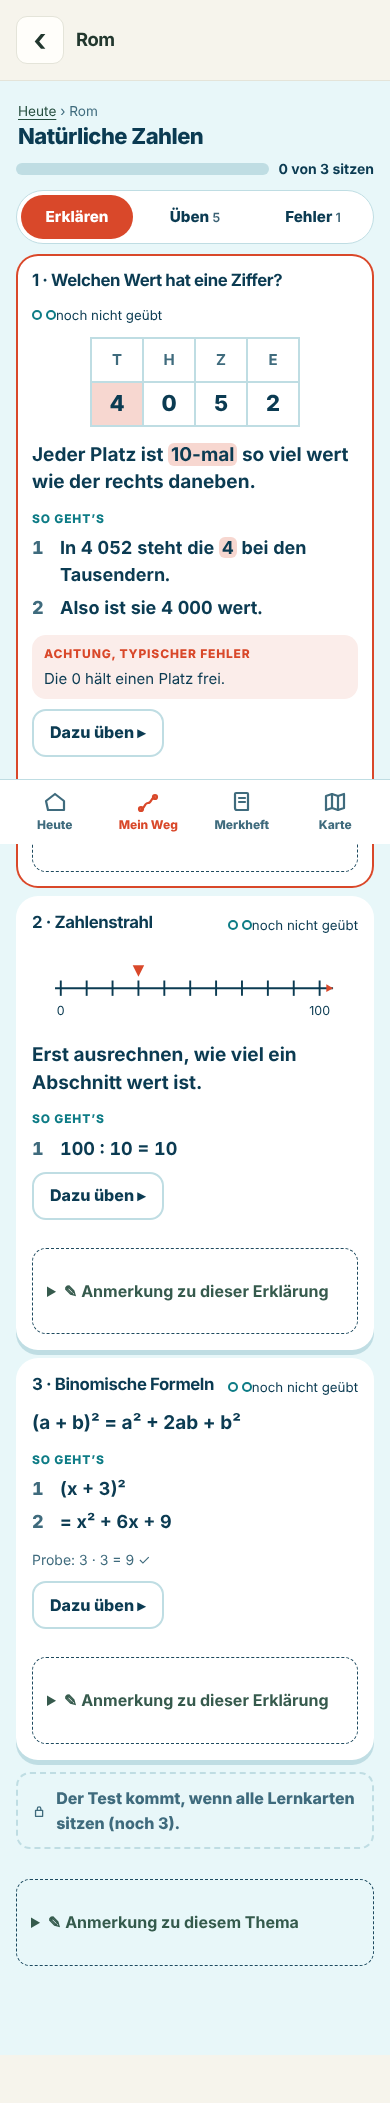 Rom
Heute › Rom
Natürliche Zahlen
0 von 3 sitzen
Erklären Üben 5 Fehler 1
1 · Welchen Wert hat eine Ziffer?
noch nicht geübt
T H Z E
4 0 5 2
Jeder Platz ist 10-mal so viel wert
wie der rechts daneben.
SO GEHT'S
1 In 4 052 steht die 4 bei den
Tausendern.
2 Also ist sie 4 000 wert.
ACHTUNG, TYPISCHER FEHLER
Die 0 hält einen Platz frei.
Dazu üben ▸
Heute Mein Weg Merkheft Karte
2 · Zahlenstrahl noch nicht geübt
0 100
Erst ausrechnen, wie viel ein
Abschnitt wert ist.
SO GEHT'S
1 100 : 10 = 10
Dazu üben ▸
▶ ✎ Anmerkung zu dieser Erklärung
3 · Binomische Formeln noch nicht geübt
(a + b)² = a² + 2ab + b²
SO GEHT'S
1 (x + 3)²
2 = x² + 6x + 9
Probe: 3 · 3 = 9 ✓
Dazu üben ▸
▶ ✎ Anmerkung zu dieser Erklärung
Der Test kommt, wenn alle Lernkarten
sitzen (noch 3).
▶ ✎ Anmerkung zu diesem Thema